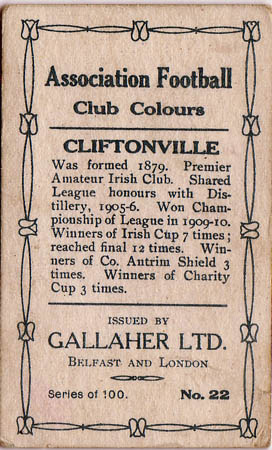 Association Football
Club Colours
CLIFTONVILLE
Was formed 1879. Premier
Amateur Irish Club. Shared
League honours with Dis-
tillery, 1905-6. Won Cham-
pionship of League in 1909-10.
Winners of Irish Cup 7 times;
reached final 12 times. Win-
ners of Co. Antrim Shield 3
times. Winners of Charity
Cup 3 times.
ISSUED BY
GALLAHER LTD.
BELFAST AND LONDON
Series of 100. No. 22